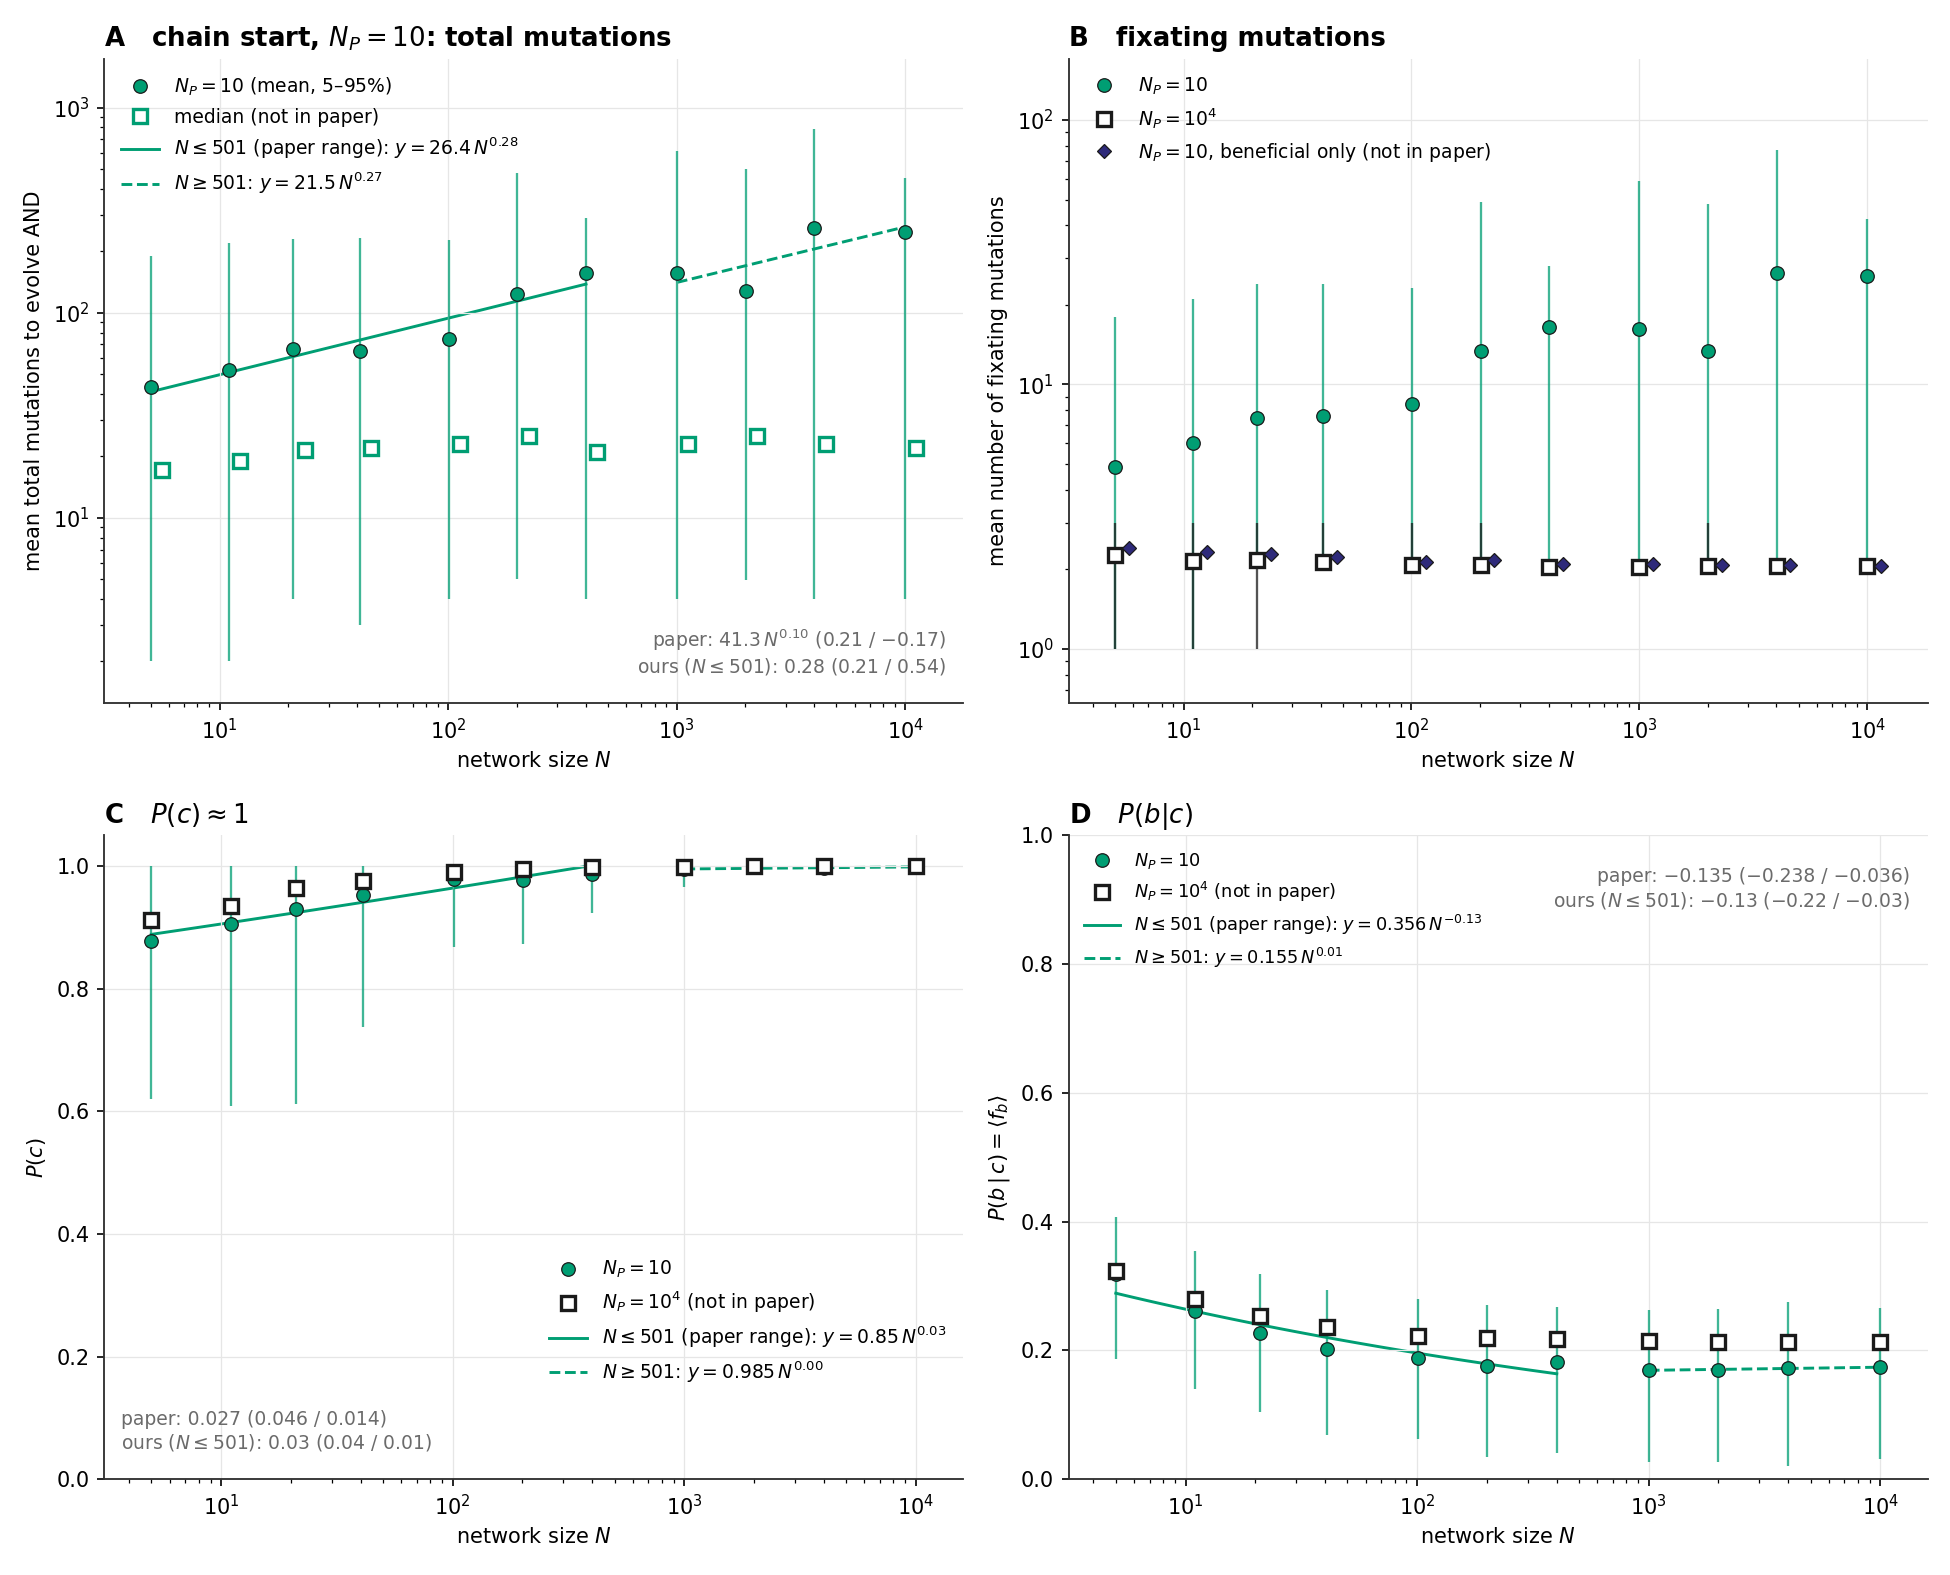 A chain start, N_P = 10: total mutations
N_P = 10 (mean, 5–95%)
median (not in paper)
N ≤ 501 (paper range): y = 26.4 N^0.28
N ≥ 501: y = 21.5 N^0.27
10^3
10^2
10^1
mean total mutations to evolve AND
paper: 41.3 N^0.10 (0.21 / −0.17)
ours (N ≤ 501): 0.28 (0.21 / 0.54)
10^1 10^2 10^3 10^4
network size N
B fixating mutations
N_P = 10
N_P = 10^4
N_P = 10, beneficial only (not in paper)
10^2
10^1
10^0
mean number of fixating mutations
10^1 10^2 10^3 10^4
network size N
C P(c) ≈ 1
1.0
0.8
0.6
0.4
0.2
0.0
P(c)
N_P = 10
N_P = 10^4 (not in paper)
N ≤ 501 (paper range): y = 0.85 N^0.03
N ≥ 501: y = 0.985 N^0.00
paper: 0.027 (0.046 / 0.014)
ours (N ≤ 501): 0.03 (0.04 / 0.01)
10^1 10^2 10^3 10^4
network size N
D P(b|c)
N_P = 10
N_P = 10^4 (not in paper)
N ≤ 501 (paper range): y = 0.356 N^−0.13
N ≥ 501: y = 0.155 N^0.01
paper: −0.135 (−0.238 / −0.036)
ours (N ≤ 501): −0.13 (−0.22 / −0.03)
1.0
0.8
0.6
0.4
0.2
0.0
P(b | c) = ⟨f_b⟩
10^1 10^2 10^3 10^4
network size N